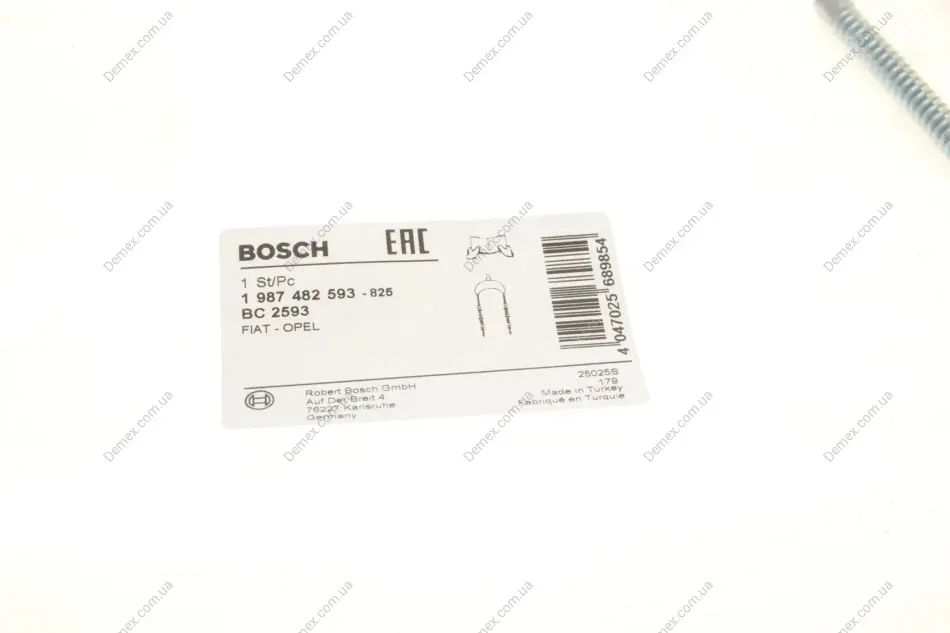 BOSCH
EAC
1 St/Pc
1 987 482 593 - 825
BC 2593
FIAT - OPEL
4 047025 689854
Robert Bosch GmbH
Auf Der Breit 4
76227 Karlsruhe
Germany
25025S
179
Made in Turkey
Fabriqué en Turquie
Demex.com.ua